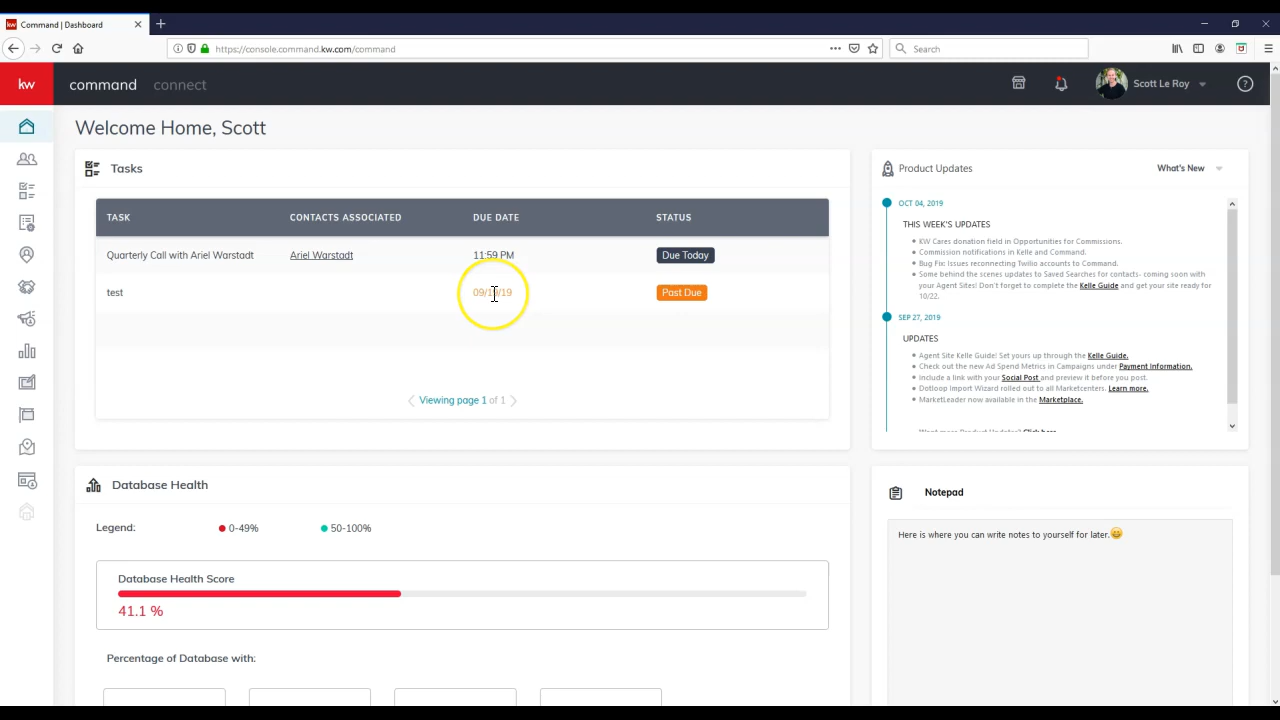 Command | Dashboard
https://console.command.kw.com/command
Search
kw
command
connect
Scott Le Roy
Welcome Home, Scott
Tasks
TASK CONTACTS ASSOCIATED DUE DATE STATUS
Quarterly Call with Ariel Warstadt Ariel Warstadt 11:59 PM Due Today
test Past Due
Viewing page 1 of 1
Product Updates
What's New
OCT 04, 2019
THIS WEEK'S UPDATES
KW Cares donation field in Opportunities for Commissions.
Commission notifications in Kelle and Command.
Bug Fix: Issues reconnecting Twilio accounts to Command.
Some behind the scenes updates to Saved Searches for contacts- coming soon with
your Agent Sites! Don't forget to complete the Kelle Guide and get your site ready for
10/22.
SEP 27, 2019
UPDATES
Agent Site Kelle Guide! Set yours up through the Kelle Guide.
Check out the new Ad Spend Metrics in Campaigns under Payment Information.
Include a link with your Social Post and preview it before you post.
Dotloop Import Wizard rolled out to all Marketcenters. Learn more.
MarketLeader now available in the Marketplace.
Want more Product Updates? Click here
Database Health
Legend: 0-49% 50-100%
Database Health Score
41.1 %
Percentage of Database with:
Notepad
Here is where you can write notes to yourself for later.😄